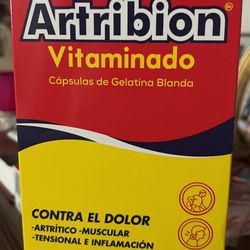 Artribion
Vitaminado
Cápsulas de Gelatina Blanda
CONTRA EL DOLOR
-ARTRÍTICO -MUSCULAR
-TENSIONAL E INFLAMACIÓN